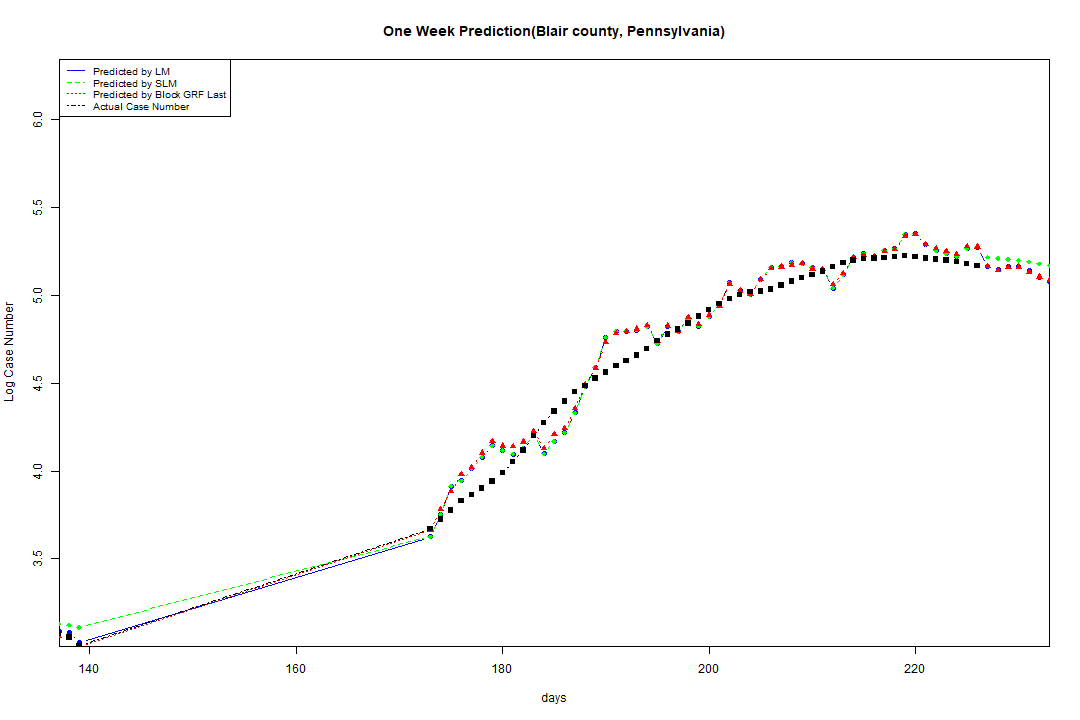 One Week Prediction(Blair county, Pennsylvania)
Predicted by LM
Predicted by SLM
Predicted by Block GRF Last
Actual Case Number
6.0
5.5
5.0
4.5
4.0
3.5
Log Case Number
140 160 180 200 220
days